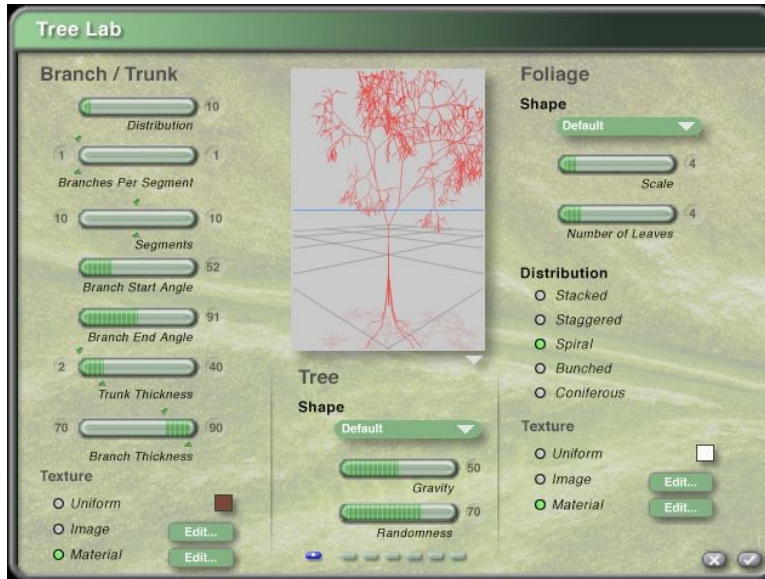 Tree Lab
Branch / Trunk
10
Distribution
1 1
Branches Per Segment
10 10
Segments
52
Branch Start Angle
91
Branch End Angle
2 40
Trunk Thickness
70 90
Branch Thickness
Texture
Uniform
Image Edit...
Material Edit...
Tree
Shape
Default
50
Gravity
70
Randomness
Foliage
Shape
Default
4
Scale
4
Number of Leaves
Distribution
Stacked
Staggered
Spiral
Bunched
Coniferous
Texture
Uniform
Image Edit...
Material Edit...